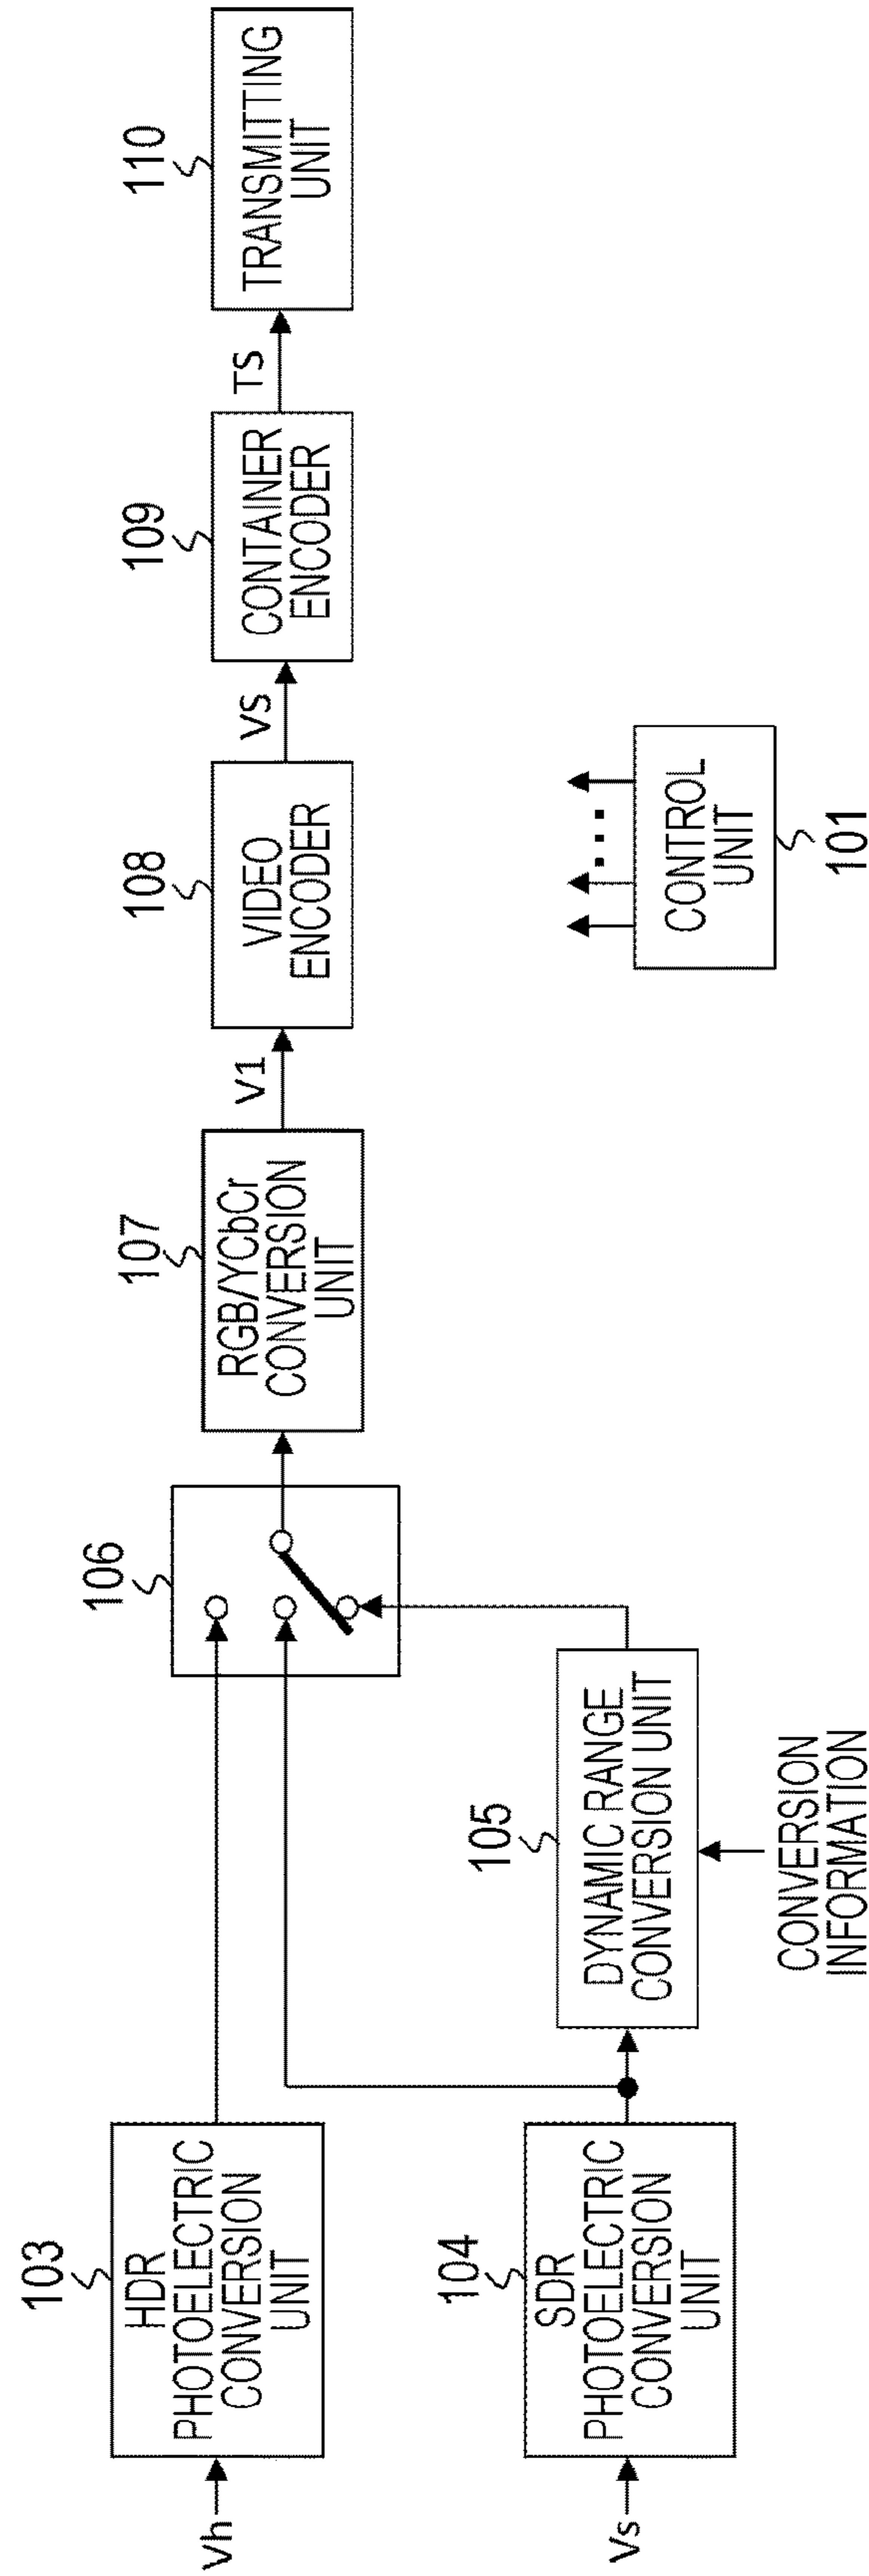 Vh
103
HDR
PHOTOELECTRIC
CONVERSION
UNIT
106
107
RGB/YCbCr
CONVERSION
UNIT
V1
108
VIDEO
ENCODER
VS
109
CONTAINER
ENCODER
TS
110
TRANSMITTING
UNIT
Vs
104
SDR
PHOTOELECTRIC
CONVERSION
UNIT
105
DYNAMIC RANGE
CONVERSION UNIT
CONVERSION
INFORMATION
CONTROL
UNIT
101